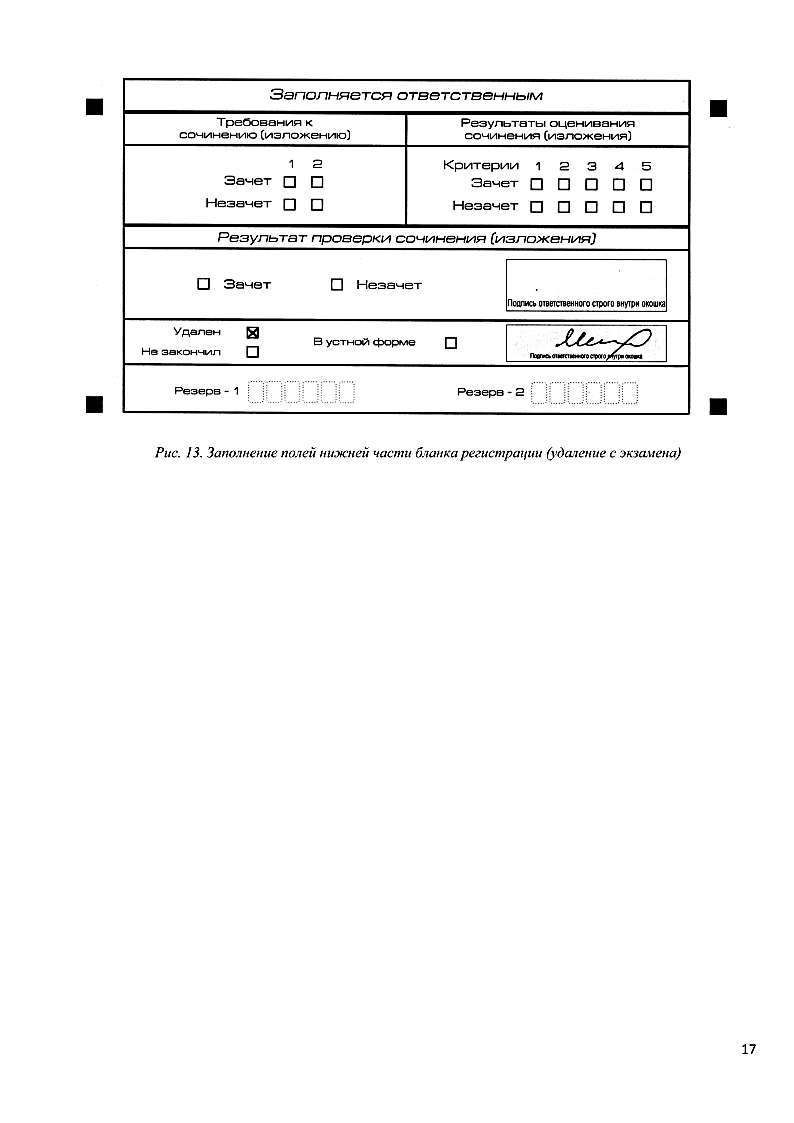 Заполняется ответственным
Требования к
сочинению (изложению)
Результаты оценивания
сочинения (изложения)
1 2
Зачет
Незачет
Критерии 1 2 3 4 5
Зачет
Незачет
Результат проверки сочинения (изложения)
Зачет
Незачет
Подпись ответственного строго внутри окошка
Удален
Не закончил
В устной форме
Подпись ответственного строго внутри окошка
Резерв - 1
Резерв - 2
Рис. 13. Заполнение полей нижней части бланка регистрации (удаление с экзамена)
17